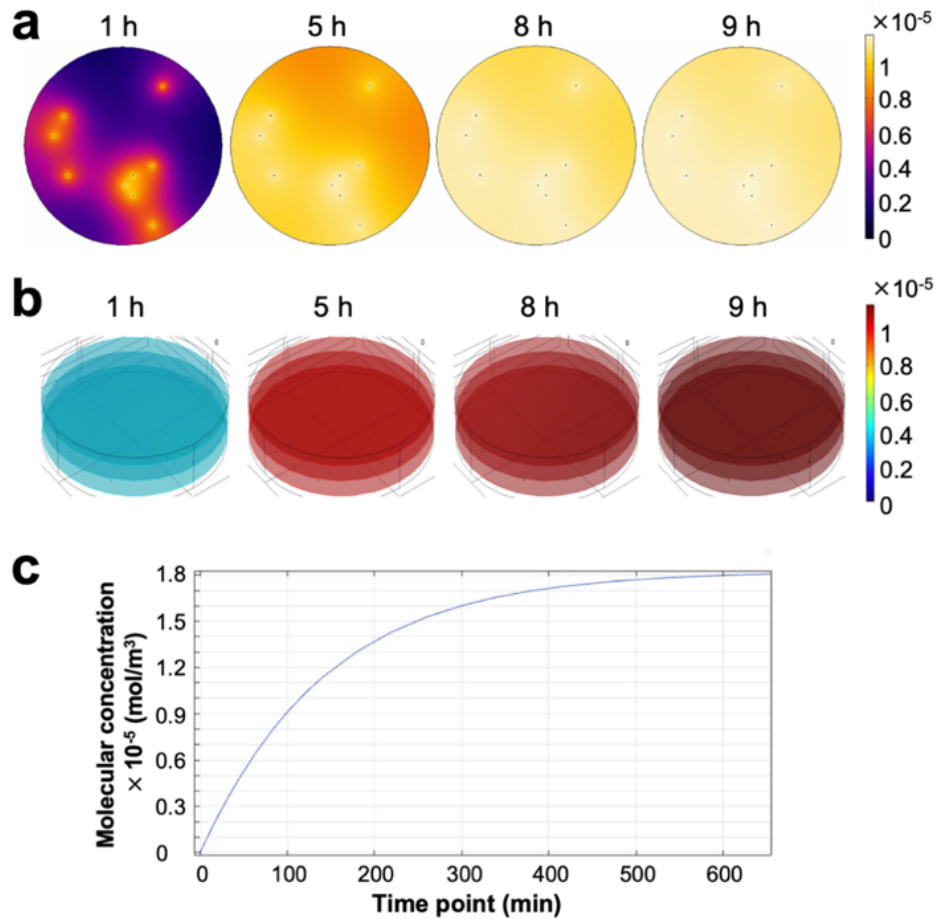 a
1 h 5 h 8 h 9 h ×10⁻⁵
1
0.8
0.6
0.4
0.2
0
b
1 h 5 h 8 h 9 h ×10⁻⁵
1
0.8
0.6
0.4
0.2
0
c
Molecular concentration
× 10⁻⁵ (mol/m³)
1.8
1.5
1.2
0.9
0.6
0.3
0
0 100 200 300 400 500 600
Time point (min)